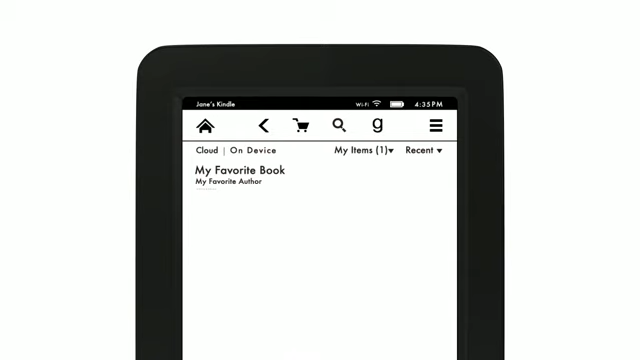 Jane's Kindle Wi-Fi 4:35PM
g
Cloud | On Device My Items (1) Recent
My Favorite Book
My Favorite Author